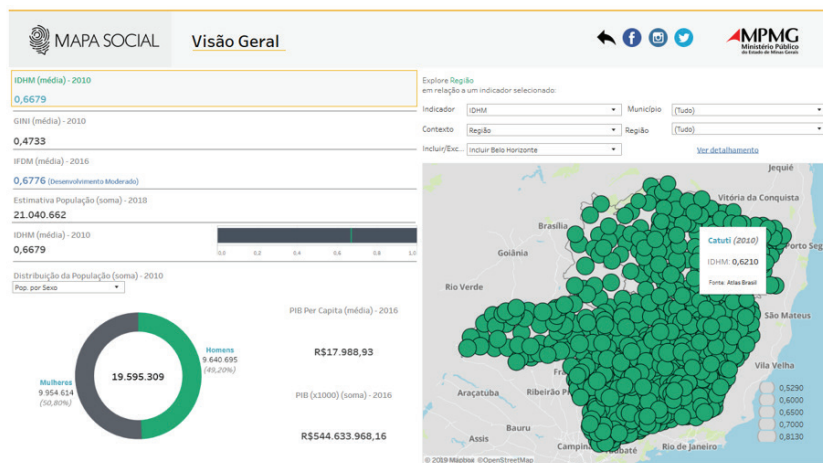 MAPA SOCIAL
Visão Geral
MPMG
Ministério Público
do Estado de Minas Gerais
IDHM (média) - 2010
0,6679
GINI (média) - 2010
0,4733
IFDM (média) - 2016
0,6776 (Desenvolvimento Moderado)
Estimativa População (soma) - 2018
21.040.662
IDHM (média) - 2010
0,6679
0,0 0,2 0,4 0,6 0,8 1,0
Distribuição da População (soma) - 2010
Pop. por Sexo
Mulheres
9 954.614
(50,80%)
19.595.309
Homens
9 640 695
(49,20%)
PIB Per Capita (média) - 2016
R$17.988,93
PIB (x1000) (soma) - 2016
R$544.633.968,16
Explore Região
em relação a um indicador selecionado:
Indicador IDHM Município (Tudo)
Contexto Região Região (Tudo)
Incluir/Exc... Incluir Belo Horizonte Ver detalhamento
Jequié
Vitória da Conquista
Brasília
Catuti (2010)
IDHM: 0,6210
Fonte: Atlas Brasil
Porto Seg
Goiânia
Rio Verde
São Mateus
Vila Velha
Fra
Araçatuba
Ribeirão P
Bauru
Assis
Campin
ubaté
Rio de Janeiro
0,5290
0,6000
0,6500
0,7000
0,8130
© 2019 Mapbox ©OpenStreetMap